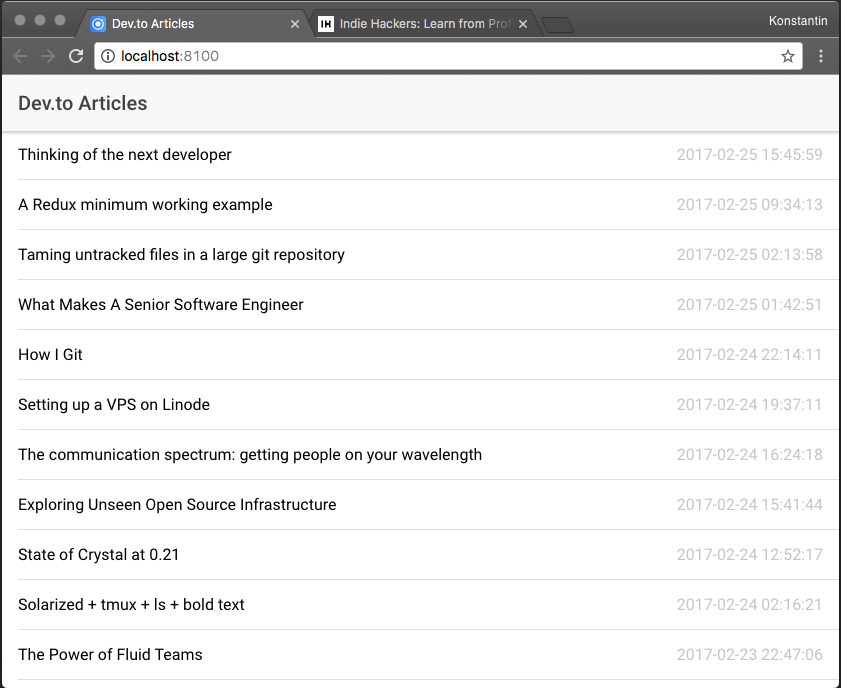 Dev.to Articles
IH Indie Hackers: Learn from Prof
Konstantin
localhost:8100
Dev.to Articles
Thinking of the next developer 2017-02-25 15:45:59
A Redux minimum working example 2017-02-25 09:34:13
Taming untracked files in a large git repository 2017-02-25 02:13:58
What Makes A Senior Software Engineer 2017-02-25 01:42:51
How I Git 2017-02-24 22:14:11
Setting up a VPS on Linode 2017-02-24 19:37:11
The communication spectrum: getting people on your wavelength 2017-02-24 16:24:18
Exploring Unseen Open Source Infrastructure 2017-02-24 15:41:44
State of Crystal at 0.21 2017-02-24 12:52:17
Solarized + tmux + ls + bold text 2017-02-24 02:16:21
The Power of Fluid Teams 2017-02-23 22:47:06